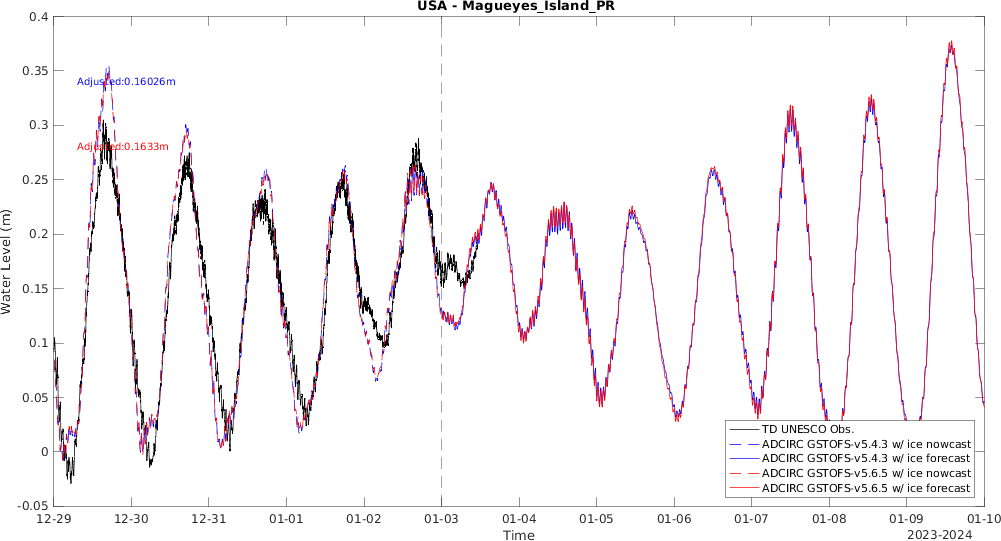 USA - Magueyes_Island_PR
0.4
0.35
0.3
0.25
0.2
0.15
0.1
0.05
0
-0.05
Water Level (m)
Adjusted:0.16026m
Adjusted:0.1633m
TD UNESCO Obs.
ADCIRC GSTOFS-v5.4.3 w/ ice nowcast
ADCIRC GSTOFS-v5.4.3 w/ ice forecast
ADCIRC GSTOFS-v5.6.5 w/ ice nowcast
ADCIRC GSTOFS-v5.6.5 w/ ice forecast
12-29 12-30 12-31 01-01 01-02 01-03 01-04 01-05 01-06 01-07 01-08 01-09 01-10
Time
2023-2024